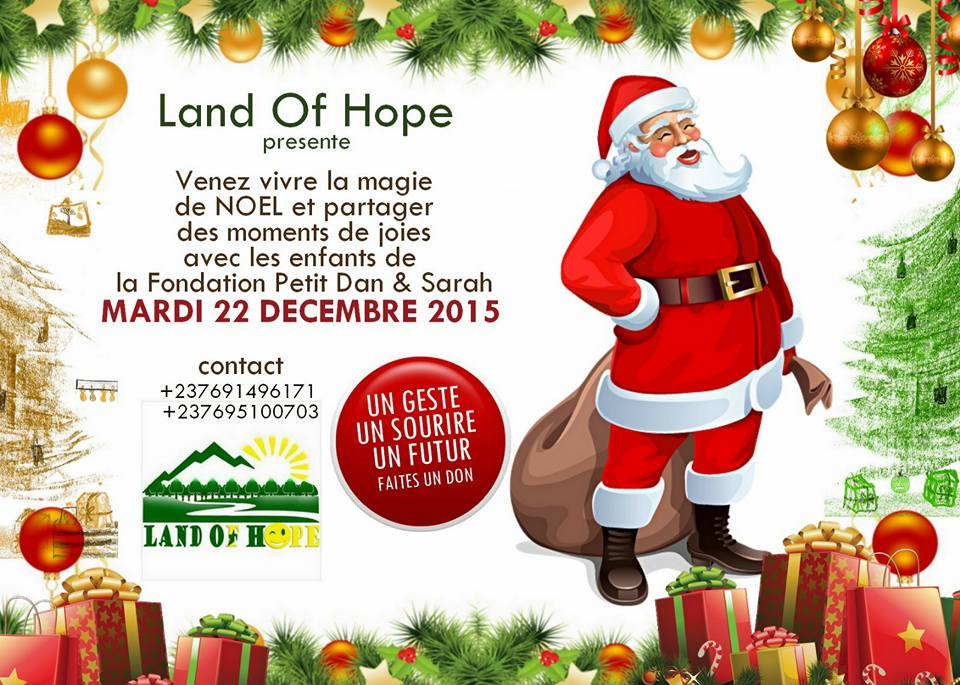 Land Of Hope
presente
Venez vivre la magie
de NOEL et partager
des moments de joies
avec les enfants de
la Fondation Petit Dan & Sarah
MARDI 22 DECEMBRE 2015
contact
+237691496171
+237695100703
LAND OF HOPE
UN GESTE
UN SOURIRE
UN FUTUR
FAITES UN DON